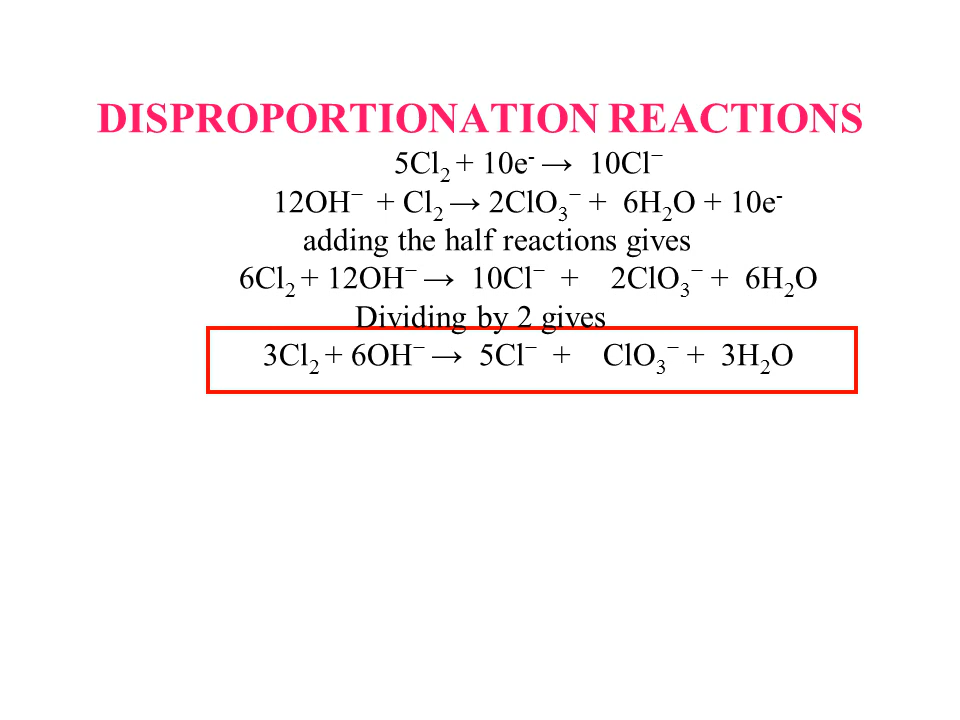 DISPROPORTIONATION REACTIONS
5Cl₂ + 10e⁻ → 10Cl⁻
12OH⁻ + Cl₂ → 2ClO₃⁻ + 6H₂O + 10e⁻
adding the half reactions gives
6Cl₂ + 12OH⁻ → 10Cl⁻ + 2ClO₃⁻ + 6H₂O
Dividing by 2 gives
3Cl₂ + 6OH⁻ → 5Cl⁻ + ClO₃⁻ + 3H₂O